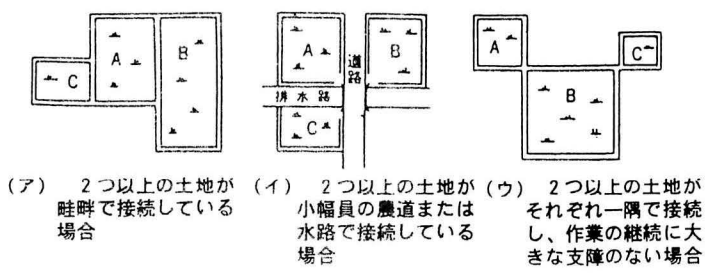 A
B
C
A
B
道路
排水路
C
A
C
B
(ア) 2つ以上の土地が
畦畔で接続している
場合
(イ) 2つ以上の土地が
小幅員の農道または
水路で接続している
場合
(ウ) 2つ以上の土地が
それぞれ一隅で接続
し、作業の継続に大
きな支障のない場合